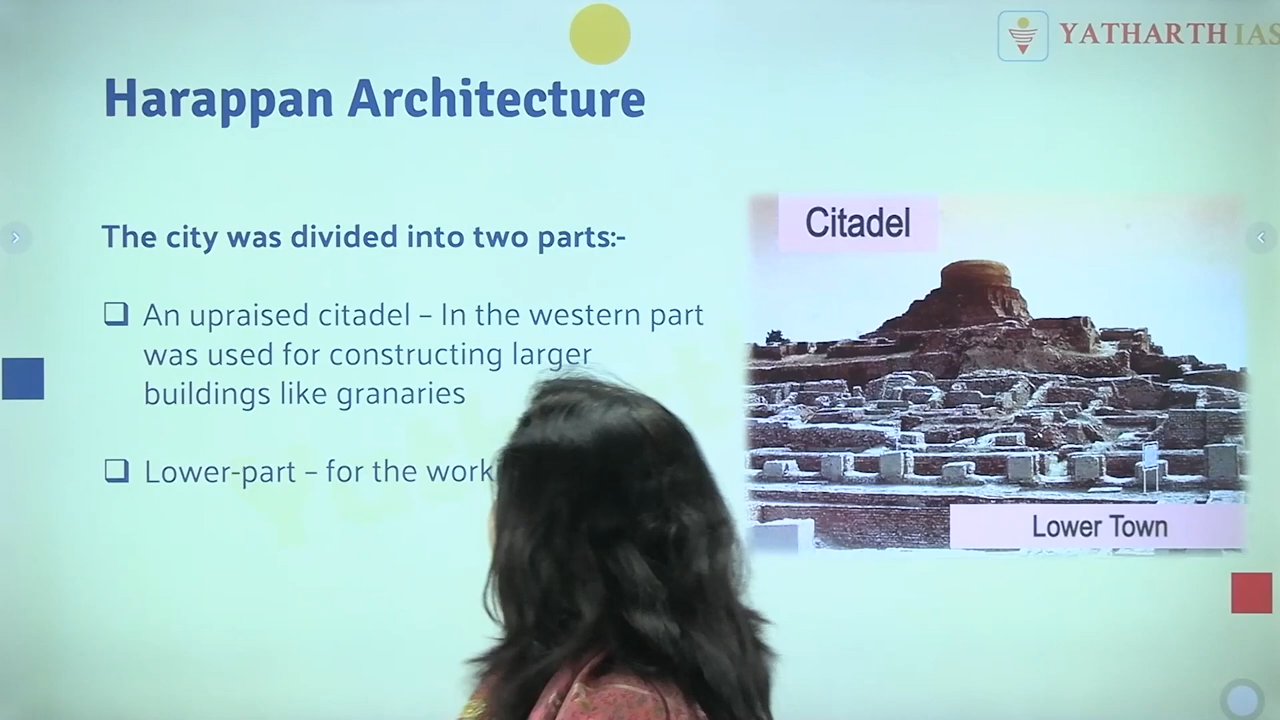 YATHARTH IAS
Harappan Architecture
The city was divided into two parts:-
An upraised citadel – In the western part
was used for constructing larger
buildings like granaries
Lower-part – for the work
Citadel
Lower Town